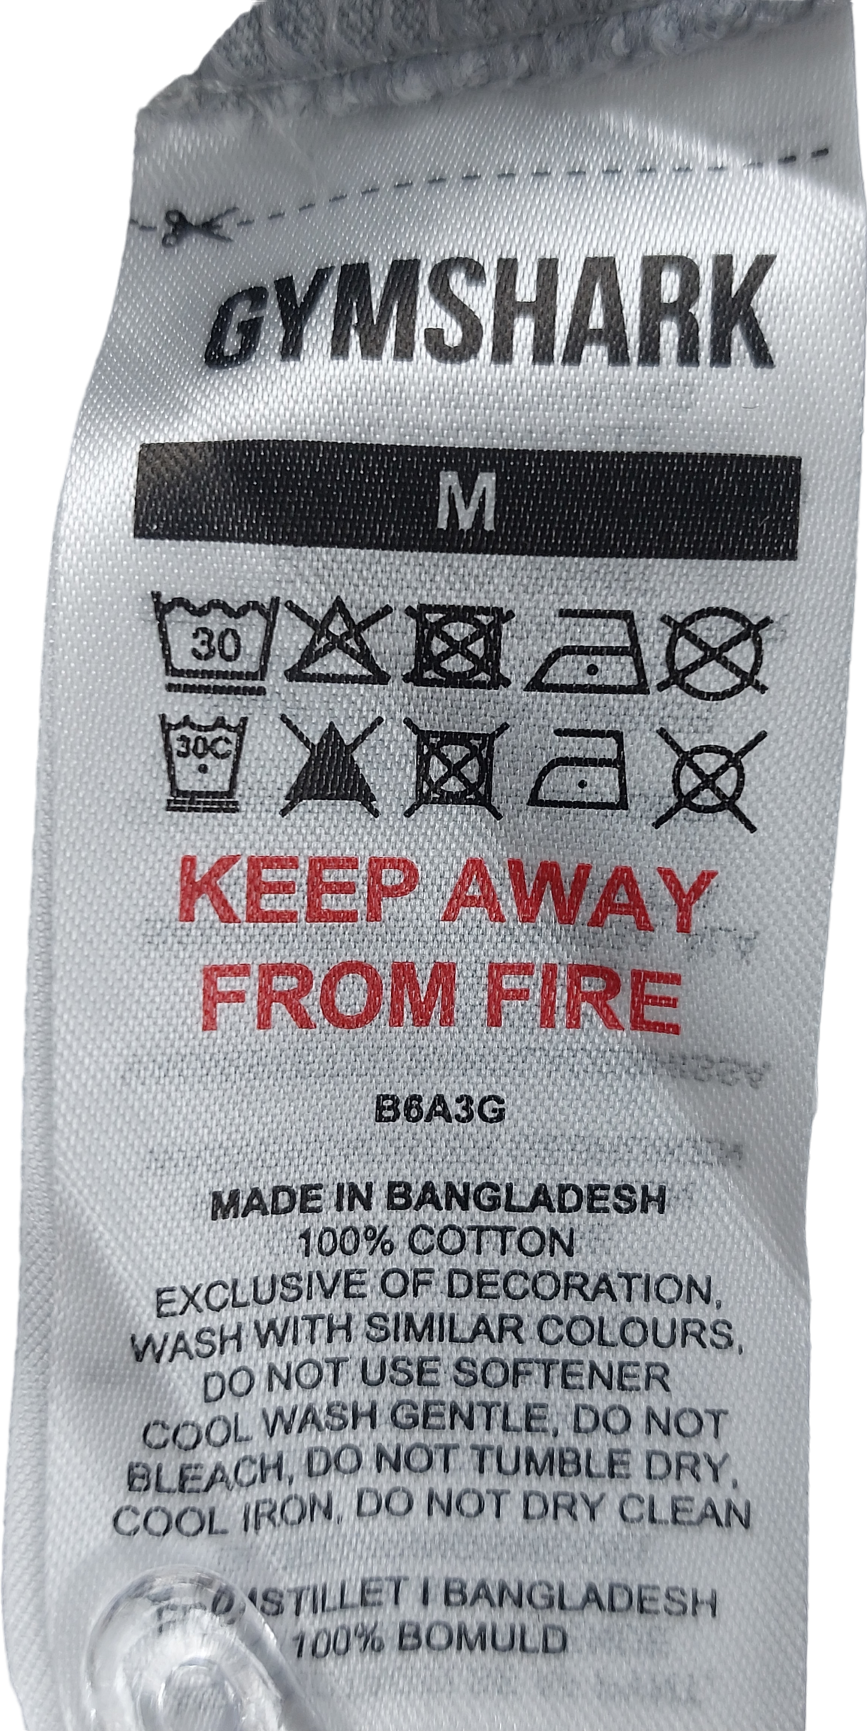 GYMSHARK
M
30
30C
KEEP AWAY
FROM FIRE
B6A3G
MADE IN BANGLADESH
100% COTTON
EXCLUSIVE OF DECORATION,
WASH WITH SIMILAR COLOURS,
DO NOT USE SOFTENER
COOL WASH GENTLE, DO NOT
BLEACH, DO NOT TUMBLE DRY,
COOL IRON, DO NOT DRY CLEAN
I BANGLADESH
100% BOMULD